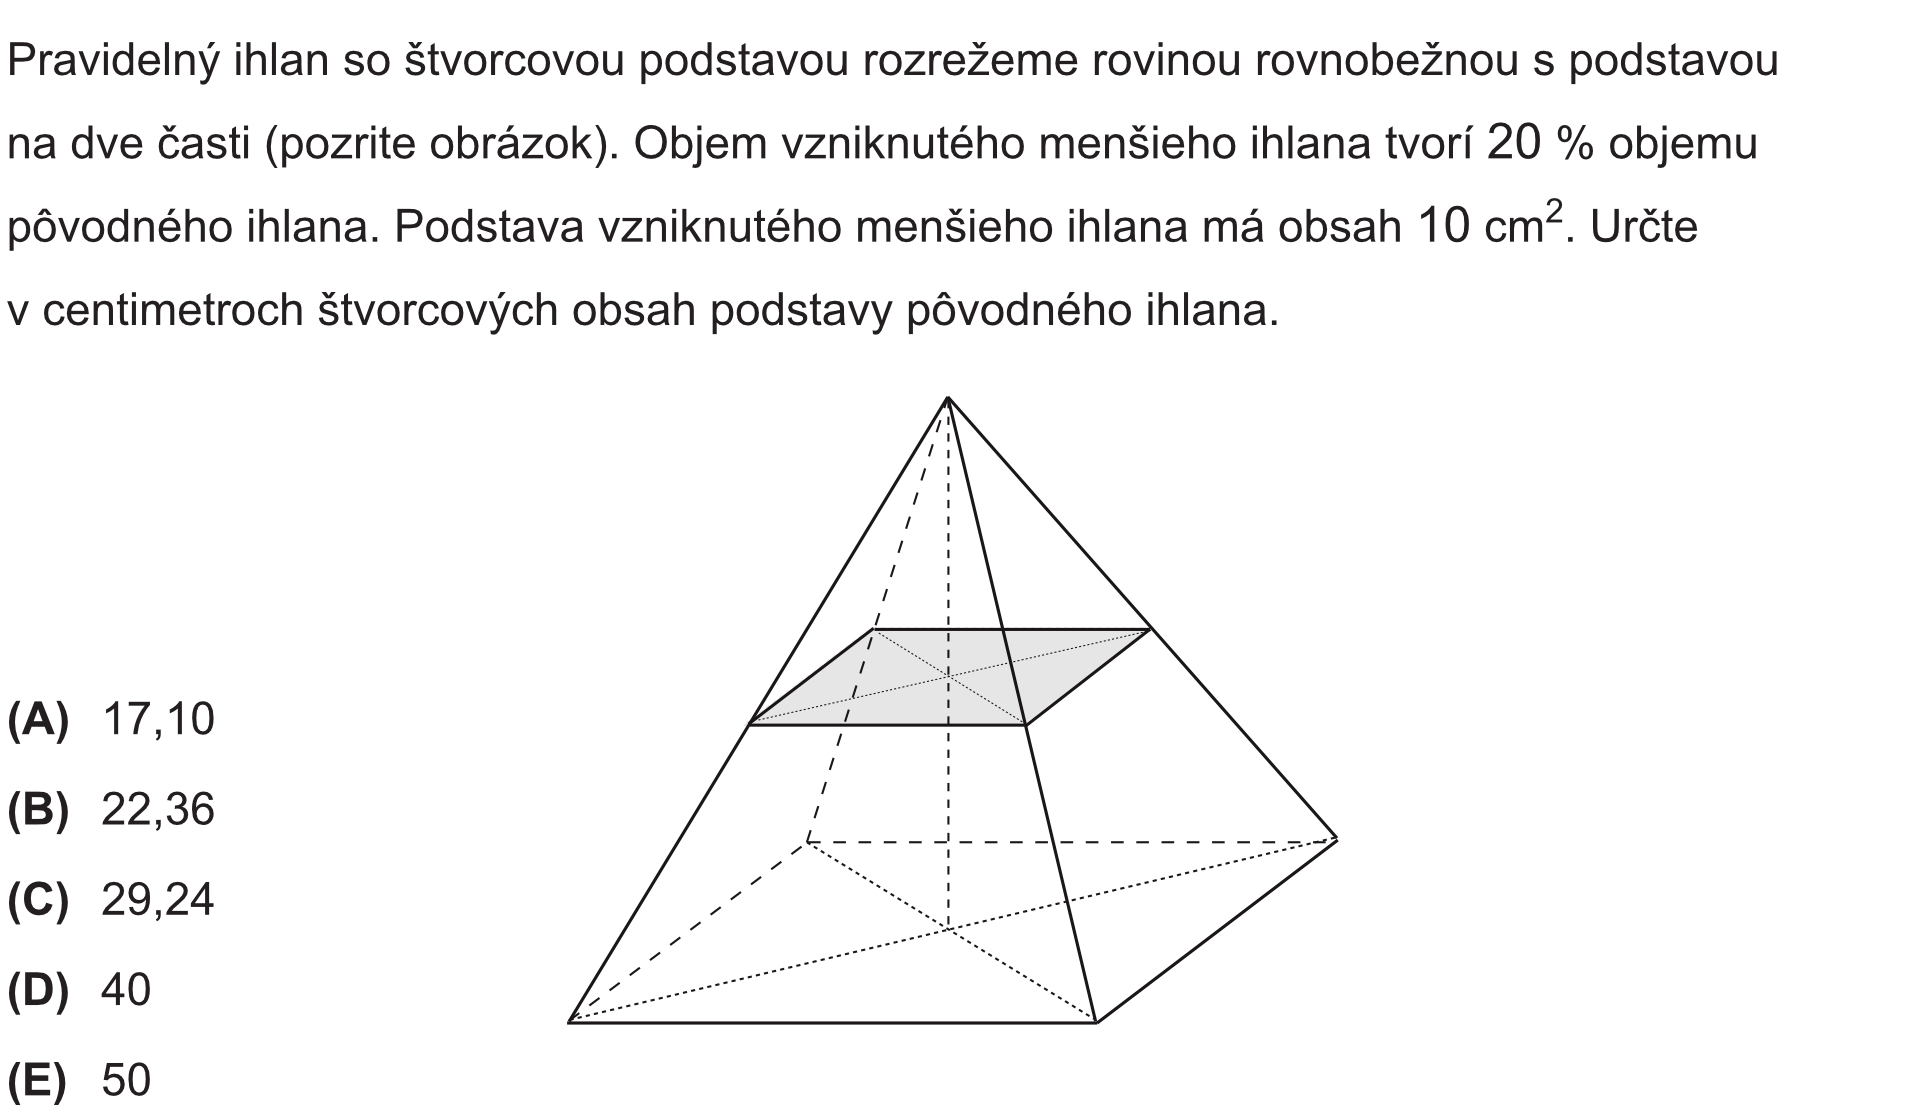 Pravidelný ihlan so štvorcovou podstavou rozrežeme rovinou rovnobežnou s podstavou
na dve časti (pozrite obrázok). Objem vzniknutého menšieho ihlana tvorí 20 % objemu
pôvodného ihlana. Podstava vzniknutého menšieho ihlana má obsah 10 cm². Určte
v centimetroch štvorcových obsah podstavy pôvodného ihlana.
(A) 17,10
(B) 22,36
(C) 29,24
(D) 40
(E) 50